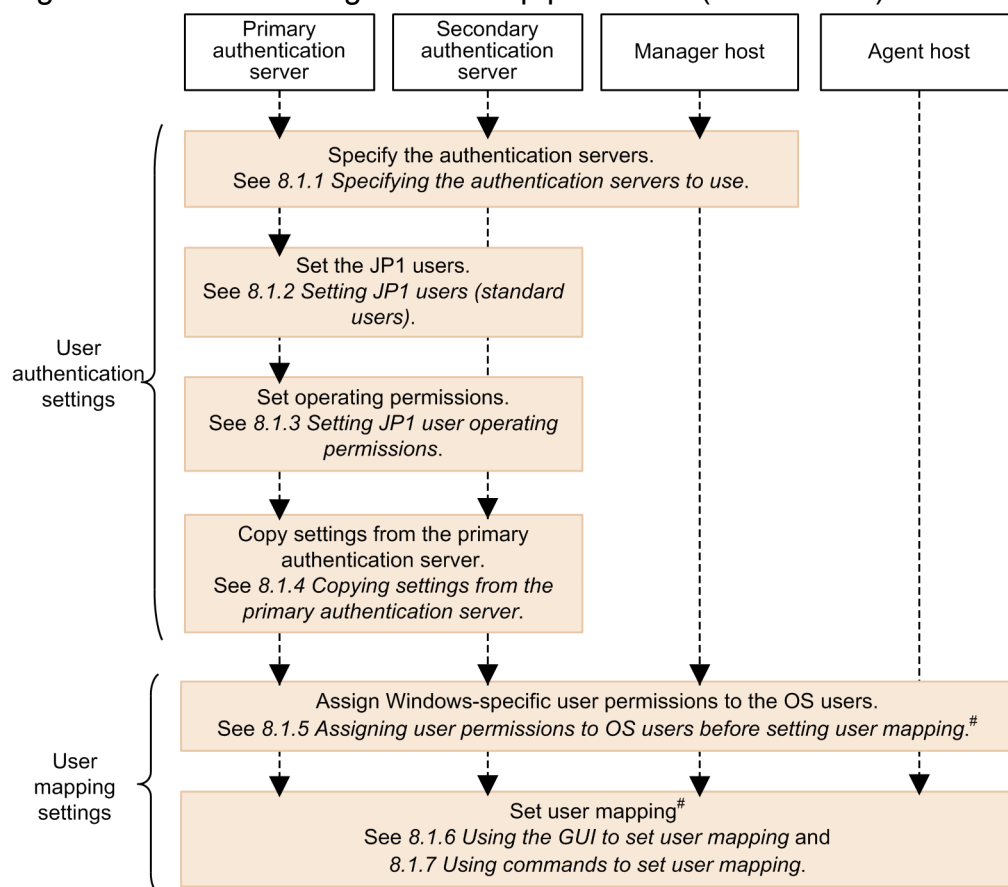 Primary
authentication
server
Secondary
authentication
server
Manager host
Agent host
Specify the authentication servers.
See 8.1.1 Specifying the authentication servers to use.
Set the JP1 users.
See 8.1.2 Setting JP1 users (standard
users).
User
authentication
settings
Set operating permissions.
See 8.1.3 Setting JP1 user operating
permissions.
Copy settings from the primary
authentication server.
See 8.1.4 Copying settings from the
primary authentication server.
Assign Windows-specific user permissions to the OS users.
See 8.1.5 Assigning user permissions to OS users before setting user mapping.#
User
mapping
settings
Set user mapping#
See 8.1.6 Using the GUI to set user mapping and
8.1.7 Using commands to set user mapping.